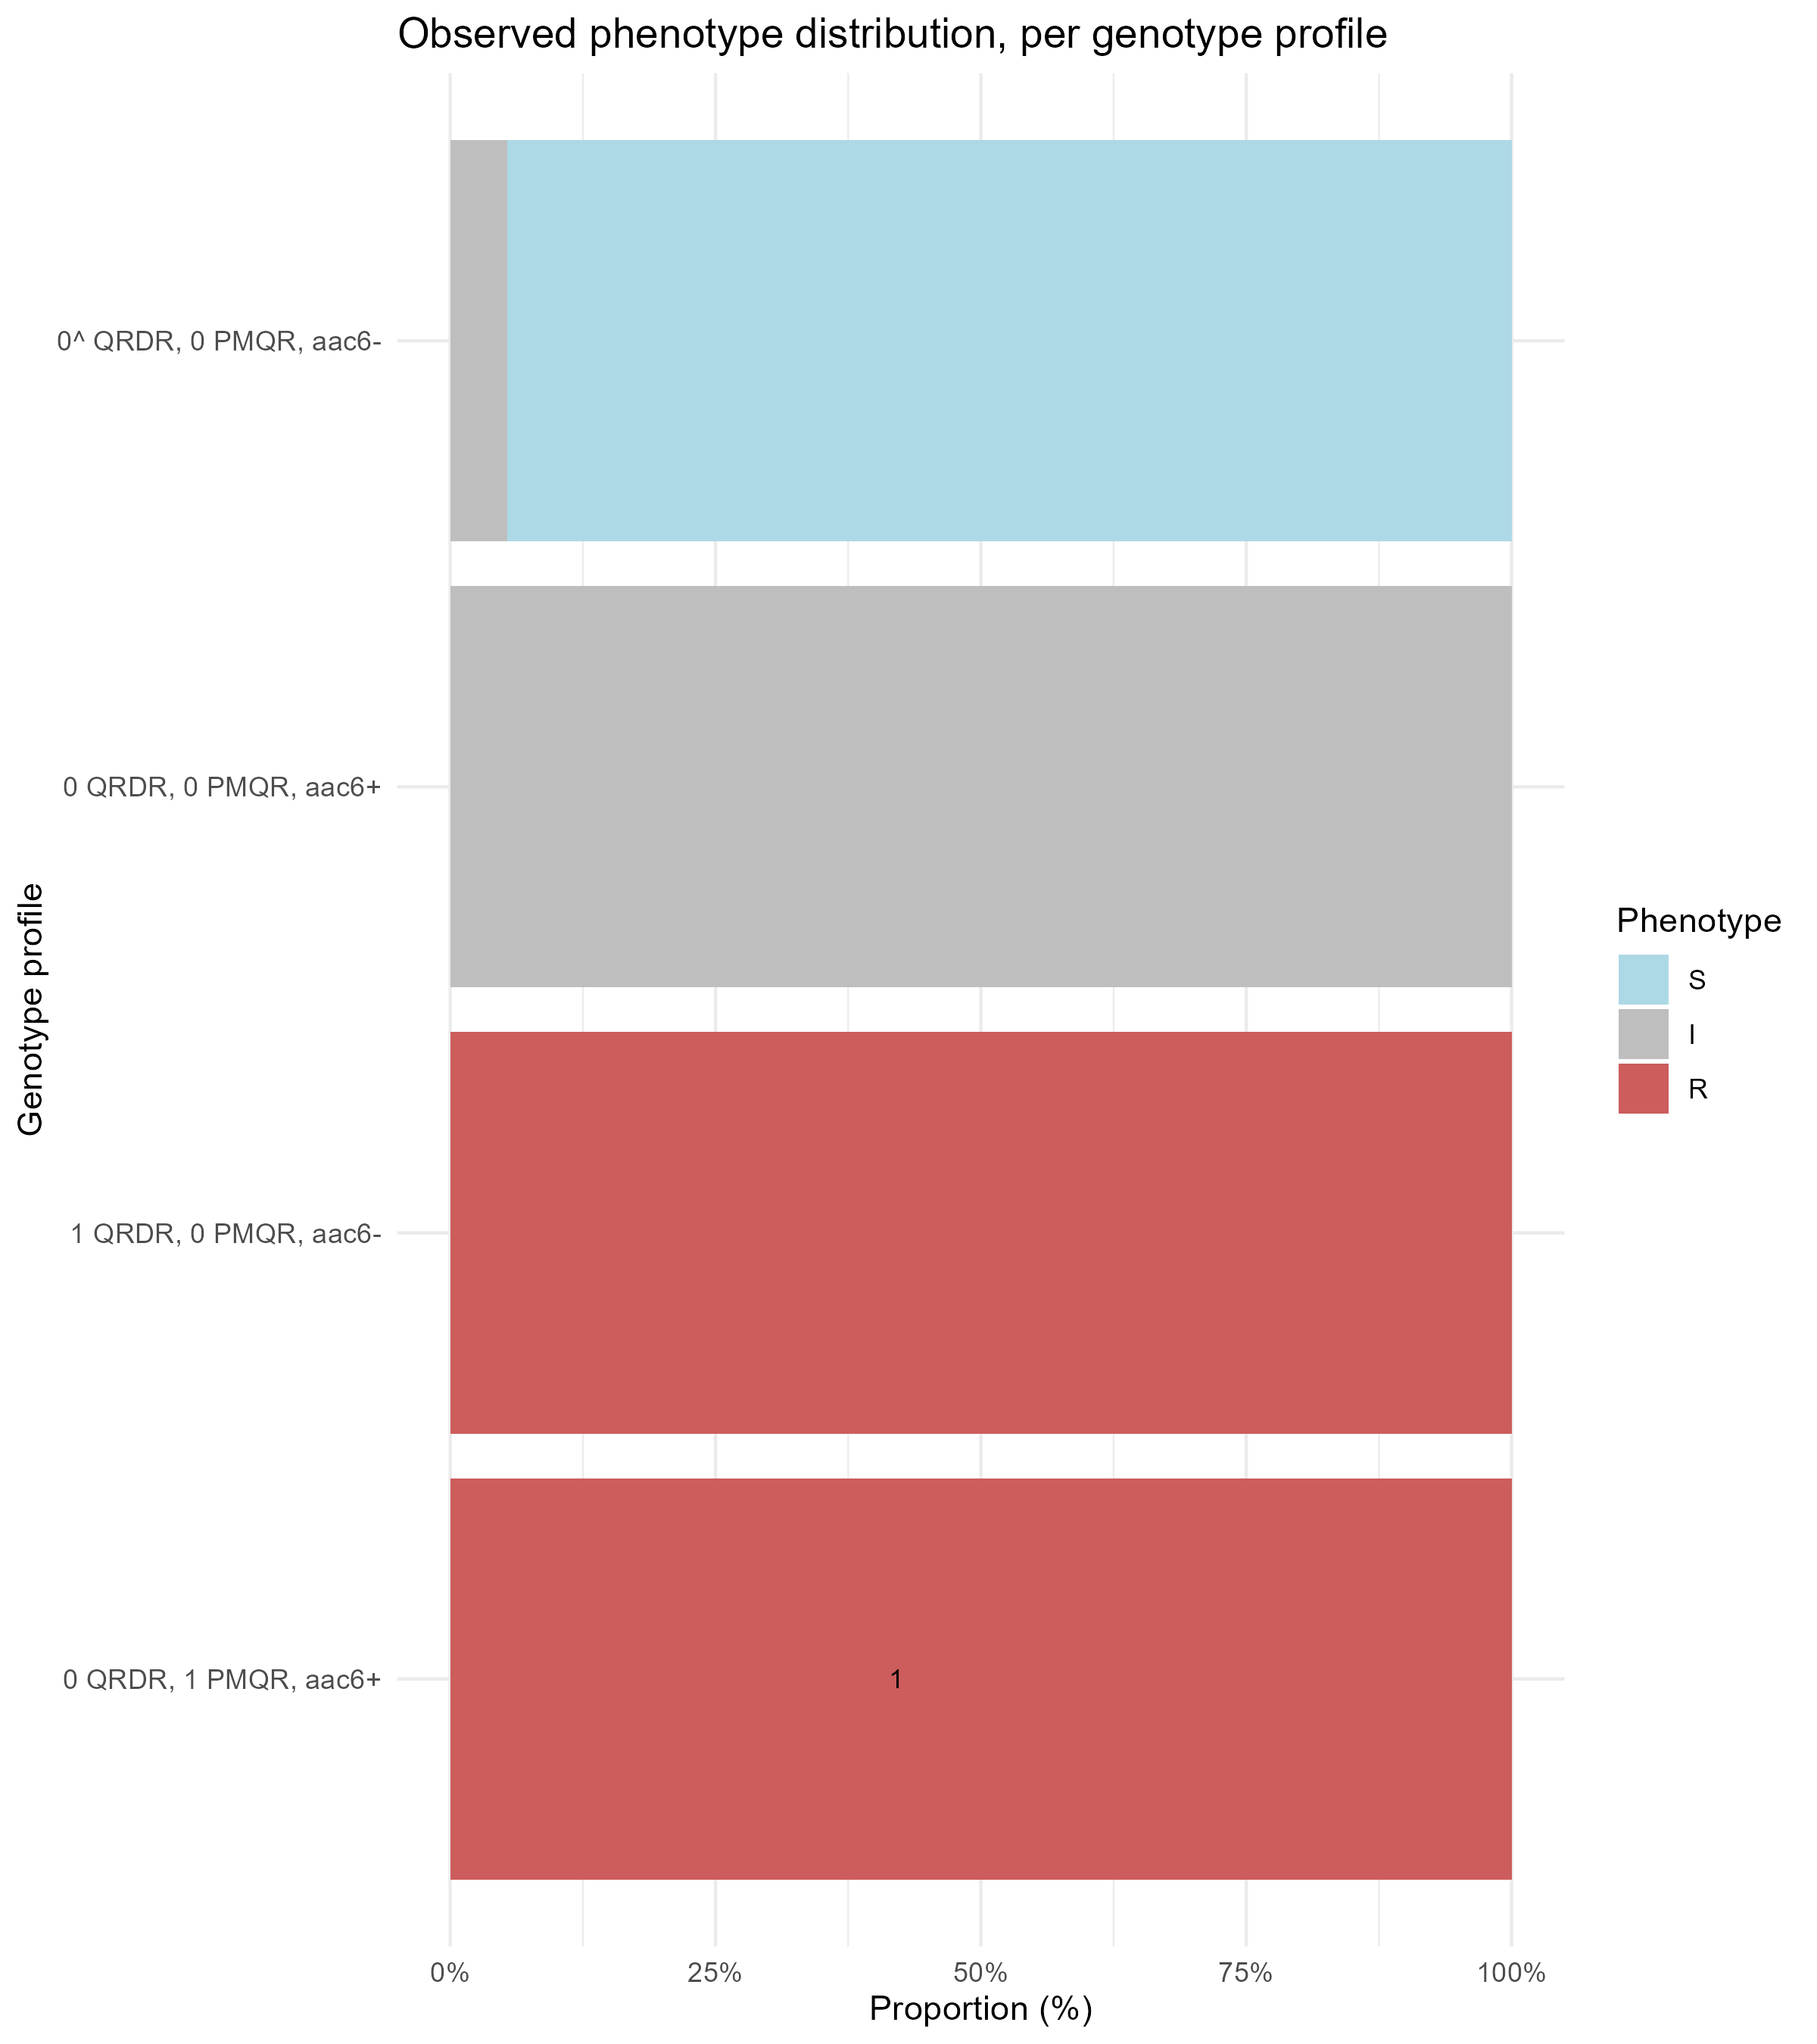 Observed phenotype distribution, per genotype profile
Genotype profile
0^ QRDR, 0 PMQR, aac6-
0 QRDR, 0 PMQR, aac6+
1 QRDR, 0 PMQR, aac6-
0 QRDR, 1 PMQR, aac6+
1
0% 25% 50% 75% 100%
Proportion (%)
Phenotype
S
I
R